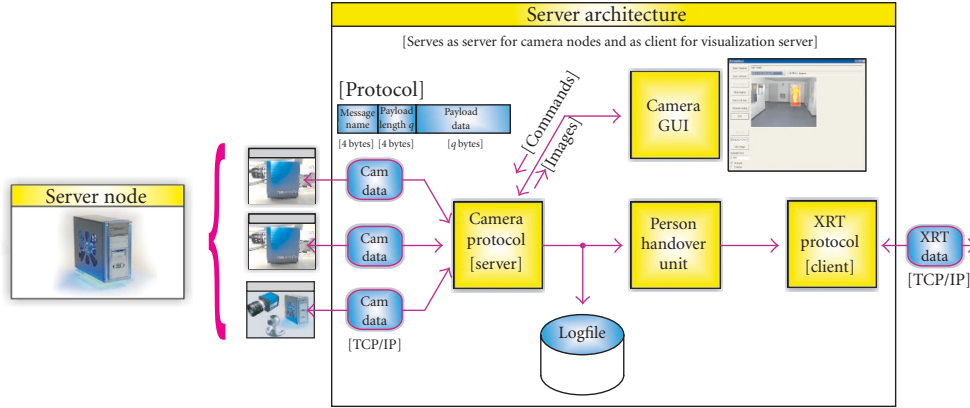 Server architecture
[Serves as server for camera nodes and as client for visualization server]
[Protocol]
Message name
Payload length q
Payload data
[4 bytes]
[4 bytes]
[q bytes]
[Commands]
[Images]
Camera
GUI
Server node
Cam
data
Cam
data
Cam
data
[TCP/IP]
Camera
protocol
[server]
Person
handover
unit
XRT
protocol
[client]
XRT
data
[TCP/IP]
Logfile